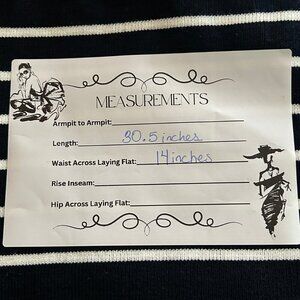 MEASUREMENTS
Armpit to Armpit:
Length: 30.5 inches
Waist Across Laying Flat: 14 inches
Rise Inseam:
Hip Across Laying Flat: